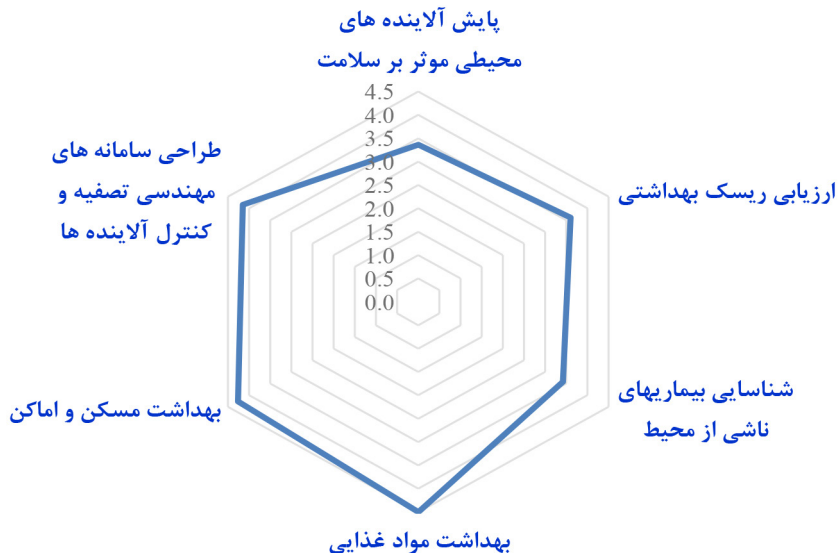 پایش آلاینده های
محیطی موثر بر سلامت
4.5
4.0
3.5
3.0
2.5
2.0
1.5
1.0
0.5
0.0
ارزیابی ریسک بهداشتی
شناسایی بیماریهای
ناشی از محیط
بهداشت مواد غذایی
بهداشت مسکن و اماکن
طراحی سامانه های
مهندسی تصفیه و
کنترل آلاینده ها